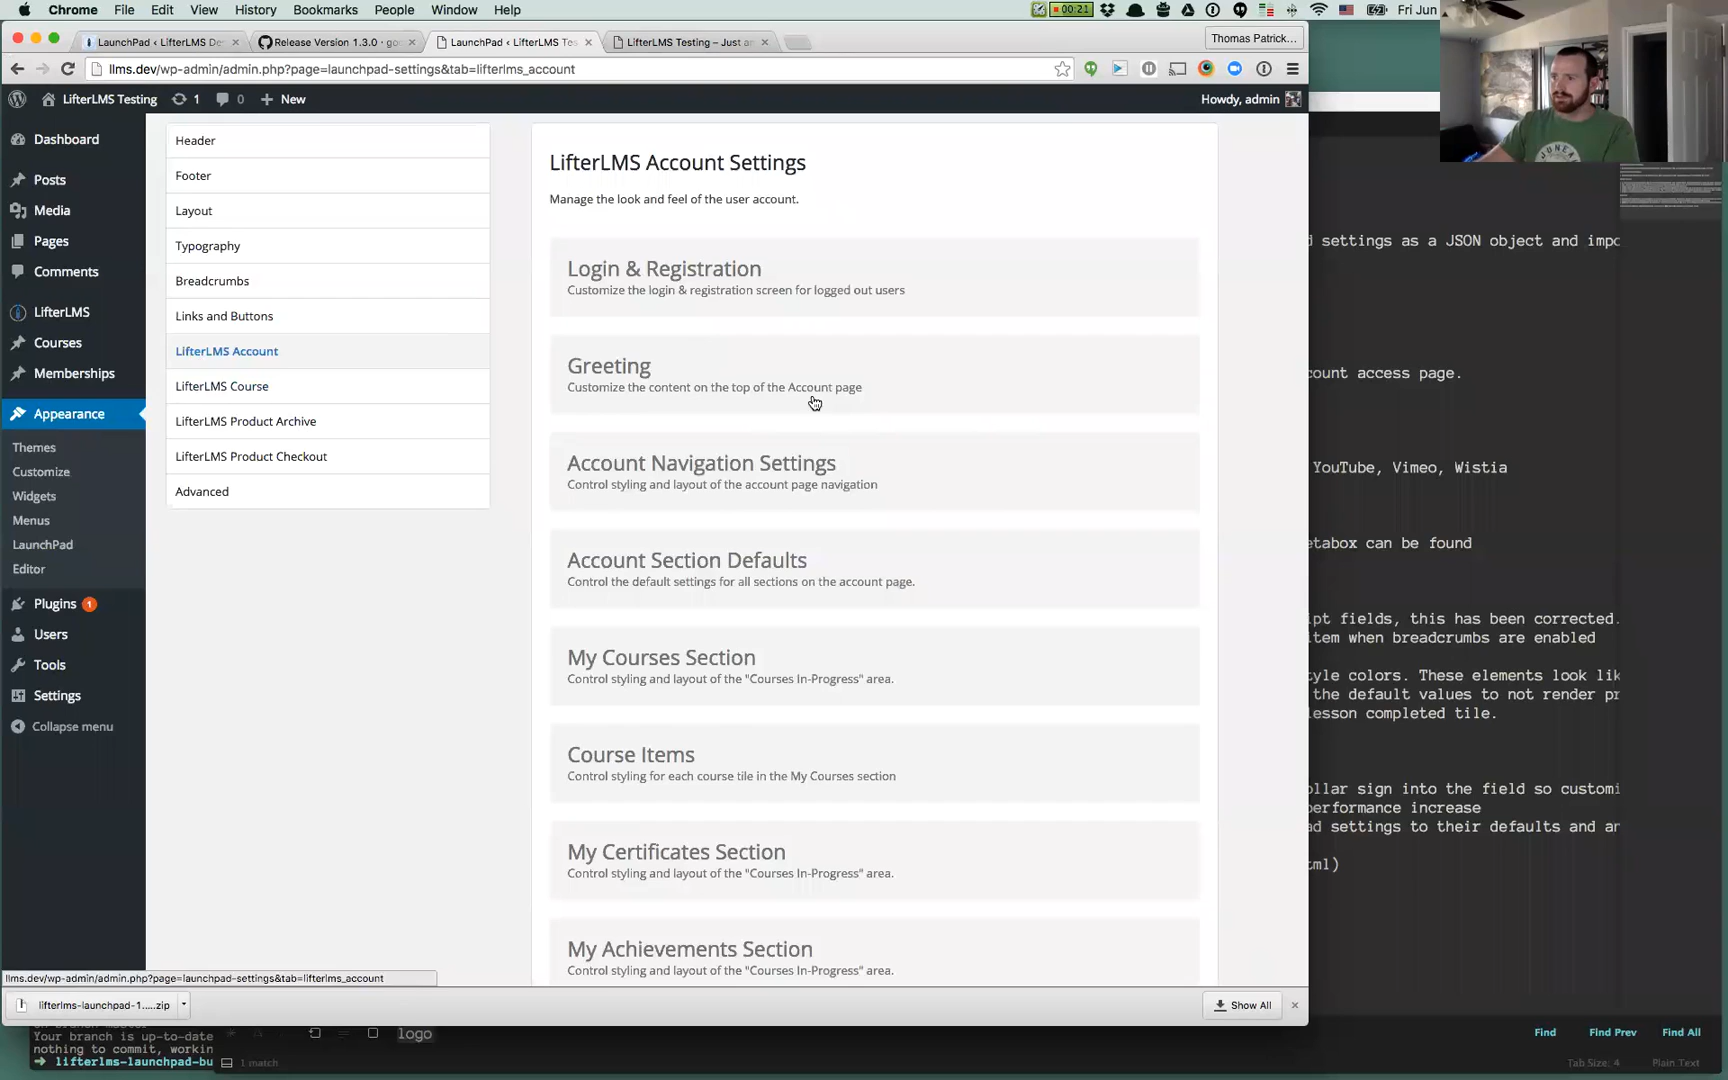 Chrome File Edit View History Bookmarks People Window Help 00:21 Fri Jun
LaunchPad ‹ LifterLMS De
Release Version 1.3.0 · go
LaunchPad ‹ LifterLMS Tes
LifterLMS Testing – Just a
Thomas Patrick...
llms.dev/wp-admin/admin.php?page=launchpad-settings&tab=lifterlms_account
LifterLMS Testing 1 0 New Howdy, admin
Dashboard
Posts
Media
Pages
Comments
LifterLMS
Courses
Memberships
Appearance
Themes
Customize
Widgets
Menus
LaunchPad
Editor
Plugins 1
Users
Tools
Settings
Collapse menu
Header
Footer
Layout
Typography
Breadcrumbs
Links and Buttons
LifterLMS Account
LifterLMS Course
LifterLMS Product Archive
LifterLMS Product Checkout
Advanced
LifterLMS Account Settings
Manage the look and feel of the user account.
Login & Registration
Customize the login & registration screen for logged out users
Greeting
Customize the content on the top of the Account page
Account Navigation Settings
Control styling and layout of the account page navigation
Account Section Defaults
Control the default settings for all sections on the account page.
My Courses Section
Control styling and layout of the "Courses In-Progress" area.
Course Items
Control styling for each course tile in the My Courses section
My Certificates Section
Control styling and layout of the "Courses In-Progress" area.
My Achievements Section
Control styling and layout of the "Courses In-Progress" area.
d settings as a JSON object and impo
count access page.
YouTube, Vimeo, Wistia
etabox can be found
ipt fields, this has been corrected.
item when breadcrumbs are enabled
tyle colors. These elements look lik
the default values to not render pr
lesson completed tile.
ollar sign into the field so customi
performance increase
ad settings to their defaults and an
tml)
llms.dev/wp-admin/admin.php?page=launchpad-settings&tab=lifterlms_account
lifterlms-launchpad-1.....zip
Show All
Your branch is up-to-date
nothing to commit, workin
lifterlms-launchpad-bu
logo
1 match
Find Find Prev Find All
Tab Size: 4 Plain Text